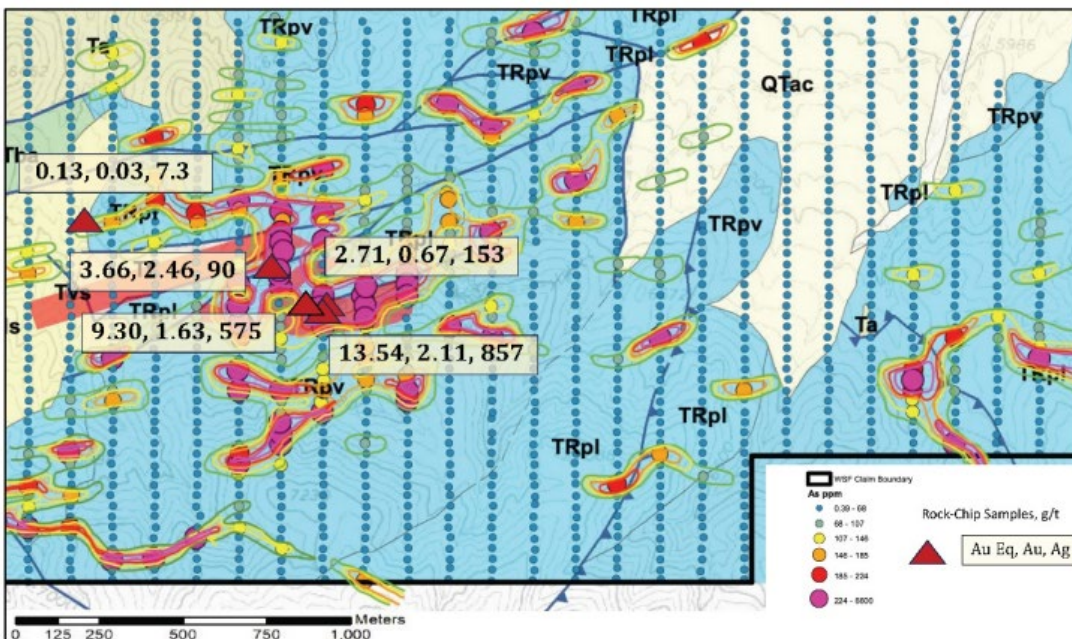 TRpv
TRpl
TRpl
5966
TRpv
QTac
TRpv
0.13, 0.03, 7.3
TRpv
TRpl
TRpl
TRpv
2.71, 0.67, 153
3.66, 2.46, 90
Tvs
TRpl
Ta
9.30, 1.63, 575
13.54, 2.11, 857
TRpl
TRpl
TRpl
WSF Claim Boundary
As ppm
0.39 - 68
68 - 107
107 - 146
146 - 185
185 - 224
224 - 6600
Rock-Chip Samples, g/t
Au Eq, Au, Ag
Meters
0 125 250 500 750 1,000